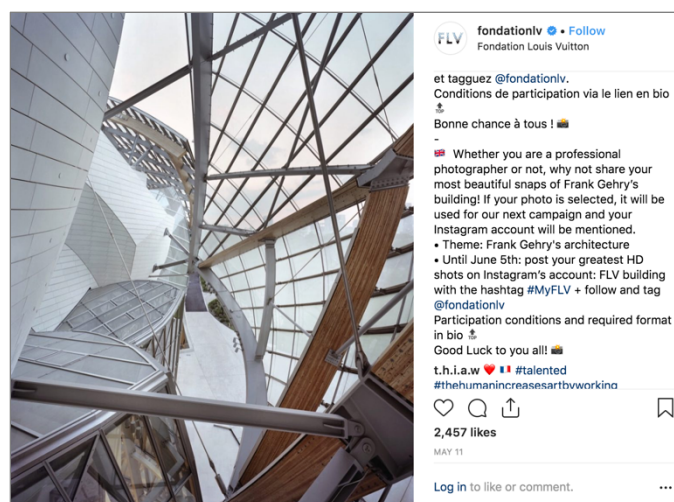 FLV
fondationlv • Follow
Fondation Louis Vuitton
et tagguez @fondationlv.
Conditions de participation via le lien en bio
🔝
Bonne chance à tous ! 📸
-
🇬🇧 Whether you are a professional
photographer or not, why not share your
most beautiful snaps of Frank Gehry's
building! If your photo is selected, it will be
used for our next campaign and your
Instagram account will be mentioned.
• Theme: Frank Gehry's architecture
• Until June 5th: post your greatest HD
shots on Instagram's account: FLV building
with the hashtag #MyFLV + follow and tag
@fondationlv
Participation conditions and required format
in bio 🔝
Good Luck to you all! 📸
t.h.i.a.w ❤️ 🇫🇷 #talented
#thehumanincreasesartbyworking
2,457 likes
MAY 11
Log in to like or comment.